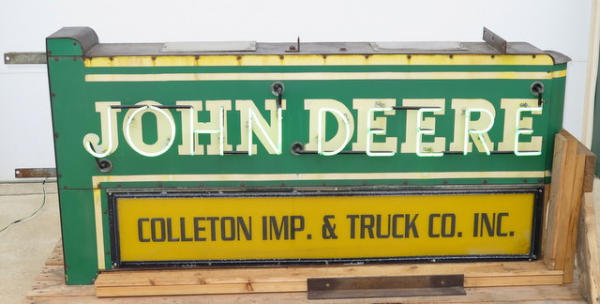 JOHN DEERE
COLLETON IMP. & TRUCK CO. INC.